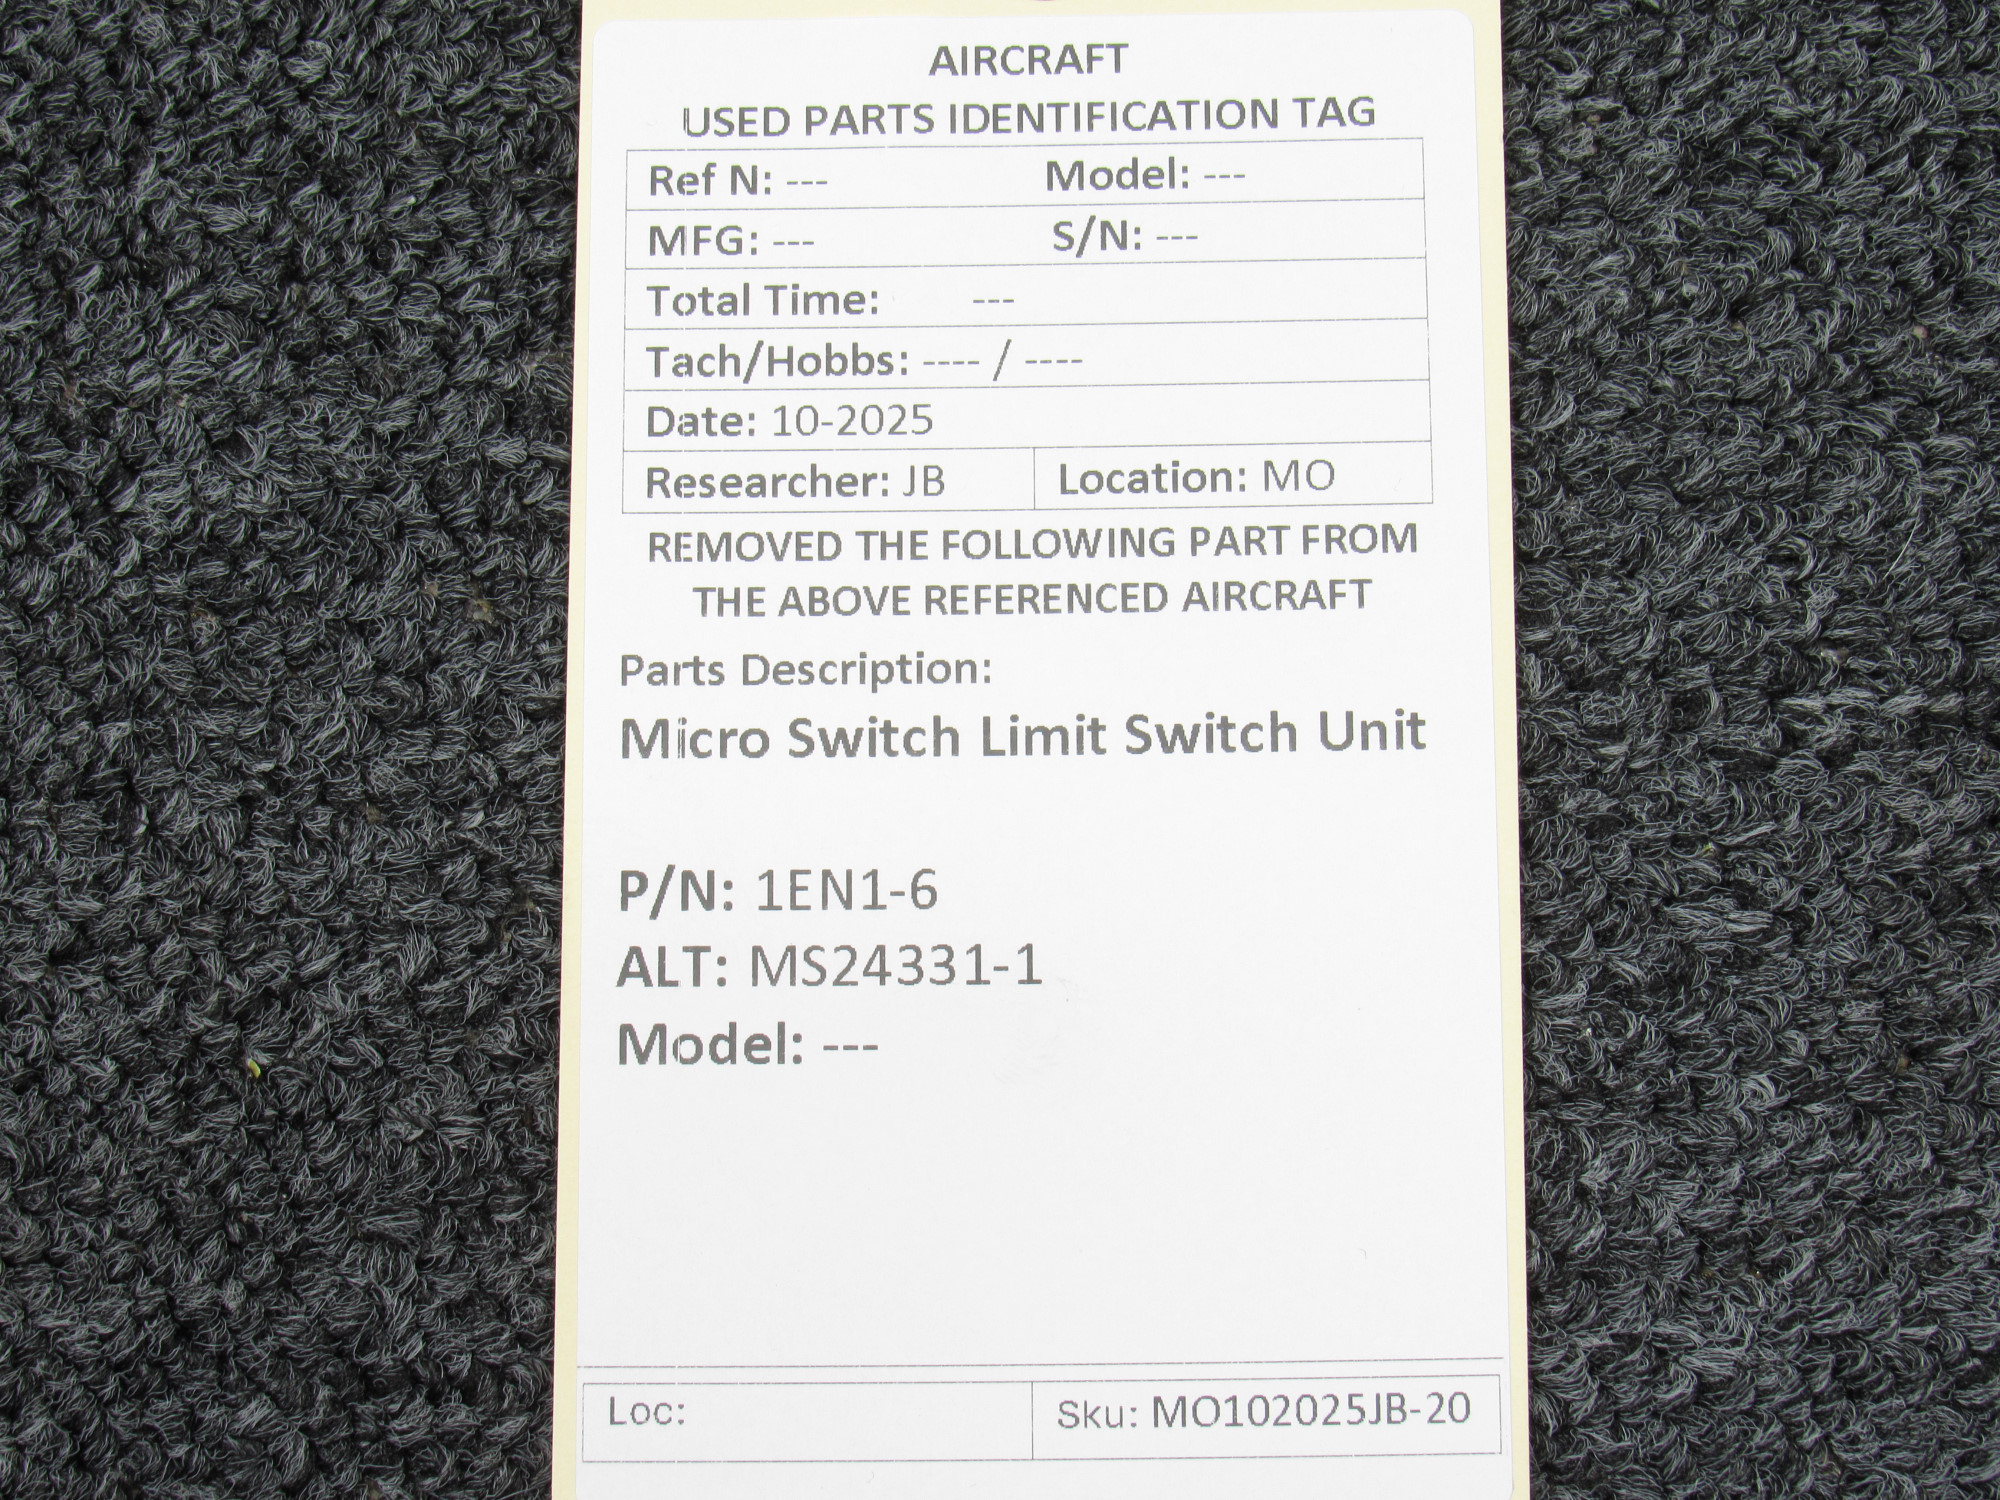 AIRCRAFT
USED PARTS IDENTIFICATION TAG
Ref N: --- Model: ---
MFG: --- S/N: ---
Total Time: ---
Tach/Hobbs: ---- / ----
Date: 10-2025
Researcher: JB Location: MO
REMOVED THE FOLLOWING PART FROM
THE ABOVE REFERENCED AIRCRAFT
Parts Description:
Micro Switch Limit Switch Unit
P/N: 1EN1-6
ALT: MS24331-1
Model: ---
Loc: Sku: MO102025JB-20